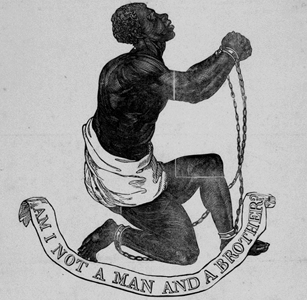 AM I NOT A MAN AND A BROTHER?